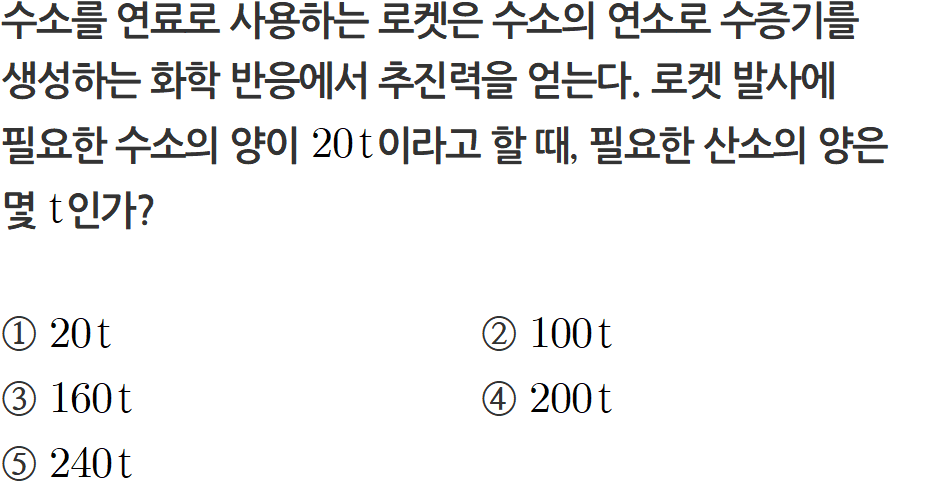 수소를 연료로 사용하는 로켓은 수소의 연소로 수증기를
생성하는 화학 반응에서 추진력을 얻는다. 로켓 발사에
필요한 수소의 양이 20 t이라고 할 때, 필요한 산소의 양은
몇 t인가?
① 20 t ② 100 t
③ 160 t ④ 200 t
⑤ 240 t